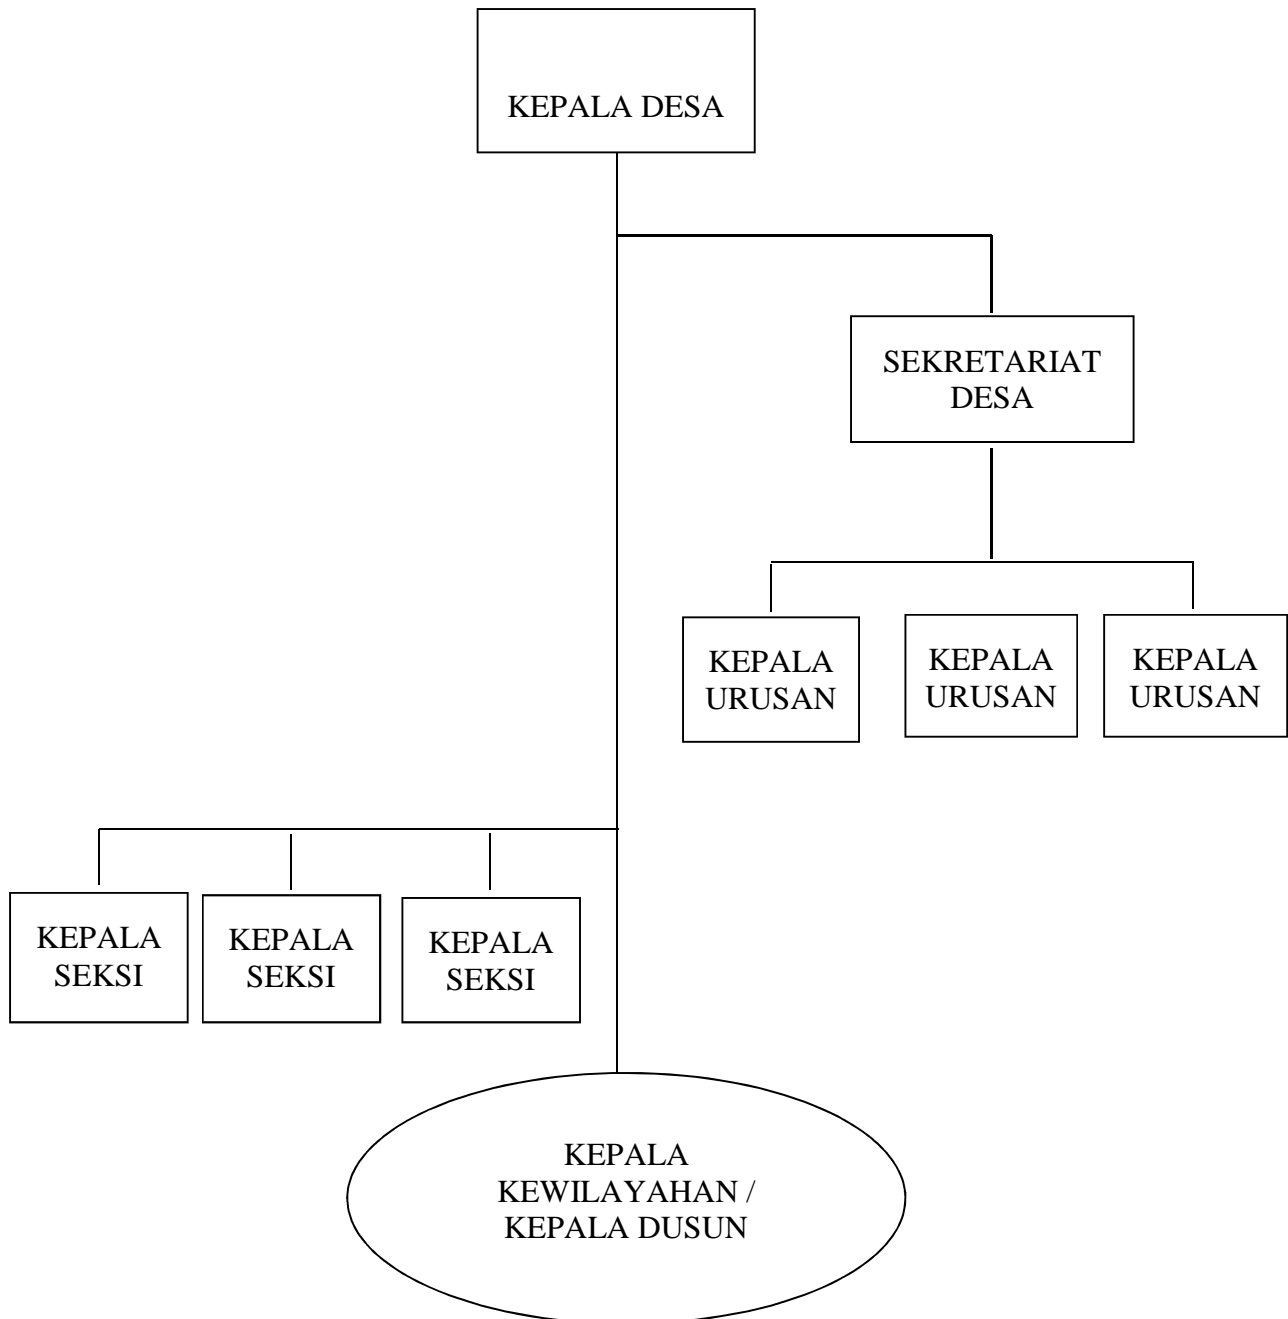 KEPALA DESA
SEKRETARIAT
DESA
KEPALA
URUSAN
KEPALA
URUSAN
KEPALA
URUSAN
KEPALA
SEKSI
KEPALA
SEKSI
KEPALA
SEKSI
KEPALA
KEWILAYAHAN /
KEPALA DUSUN